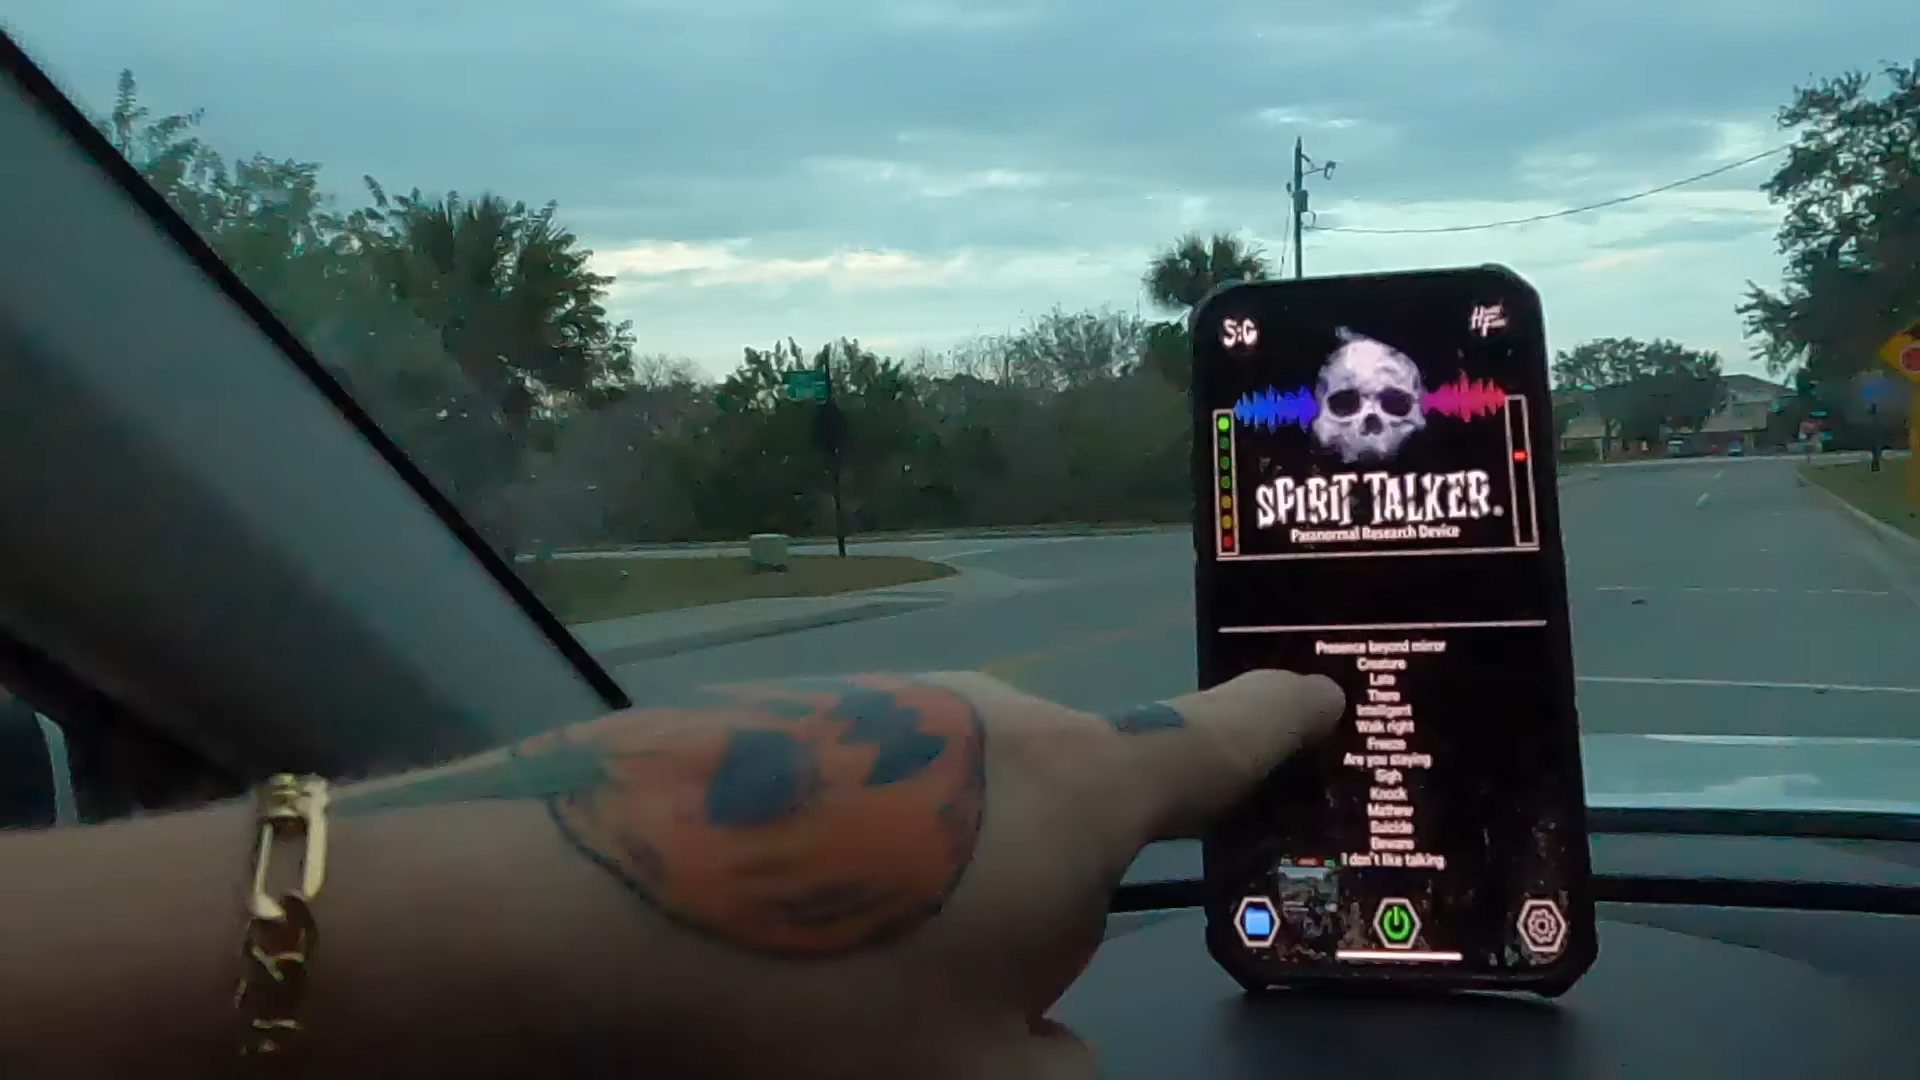 S:G
SPIRIT TALKER.
Paranormal Research Device
Presence beyond mirror
Creature
Late
There
Intelligent
Walk right
Freeze
Are you staying
Sigh
Knock
Mathew
Suicide
Beware
I don't like talking